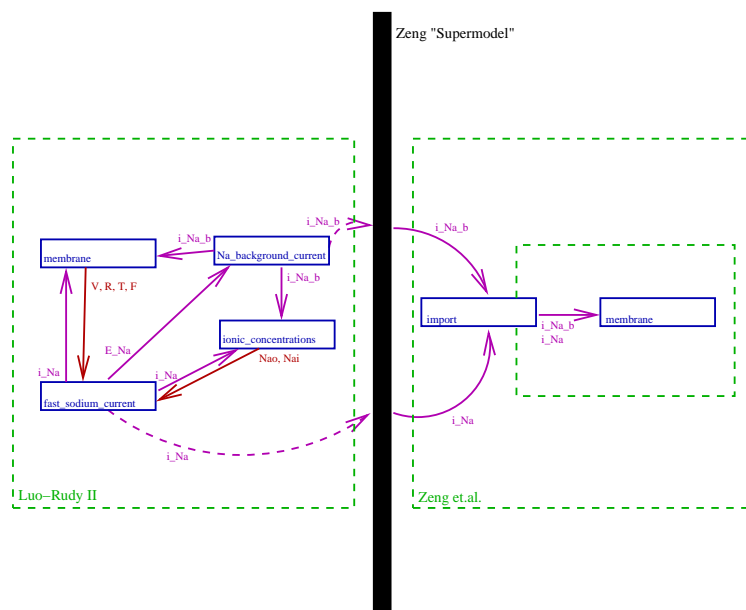 Zeng "Supermodel"
i_Na_b
i_Na_b
i_Na_b
membrane
Na_background_current
V, R, T, F
i_Na_b
import
i_Na_b
i_Na
membrane
ionic_concentrations
E_Na
Nao, Nai
i_Na
i_Na
fast_sodium_current
i_Na
i_Na
Luo−Rudy II
Zeng et.al.